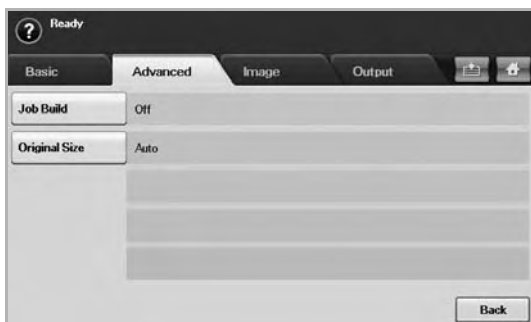 ? Ready
Basic Advanced Image Output
Job Build Off
Original Size Auto
Back